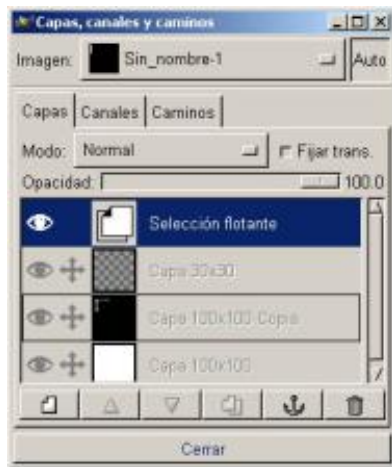 Capas, canales y caminos
Imagen: Sin_nombre-1 Auto
Capas Canales Caminos
Modo: Normal Fijar trans.
Opacidad: 100.0
Selección flotante
Capa 30x30
Capa 100x100 Copia
Capa 100x100
Cerrar